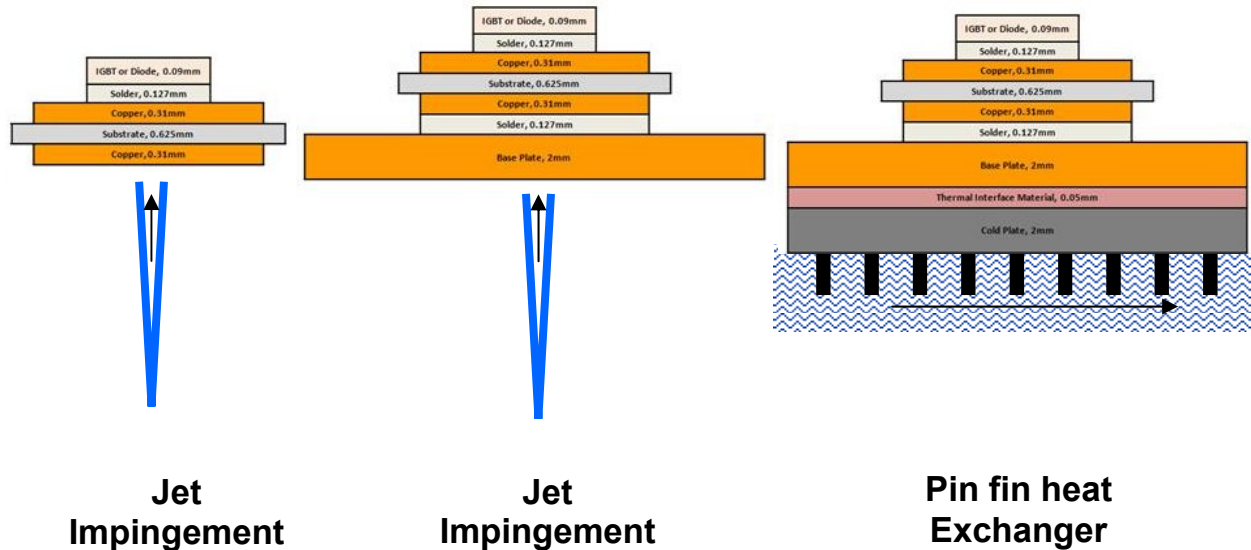 IGBT or Diode, 0.09mm
Solder, 0.127mm
Copper, 0.31mm
Substrate, 0.625mm
Copper, 0.31mm
IGBT or Diode, 0.09mm
Solder, 0.127mm
Copper, 0.31mm
Substrate, 0.625mm
Copper, 0.31mm
Solder, 0.127mm
Base Plate, 2mm
IGBT or Diode, 0.09mm
Solder, 0.127mm
Copper, 0.31mm
Substrate, 0.625mm
Copper, 0.31mm
Solder, 0.127mm
Base Plate, 2mm
Thermal Interface Material, 0.05mm
Cold Plate, 2mm
Jet
Impingement
Jet
Impingement
Pin fin heat
Exchanger